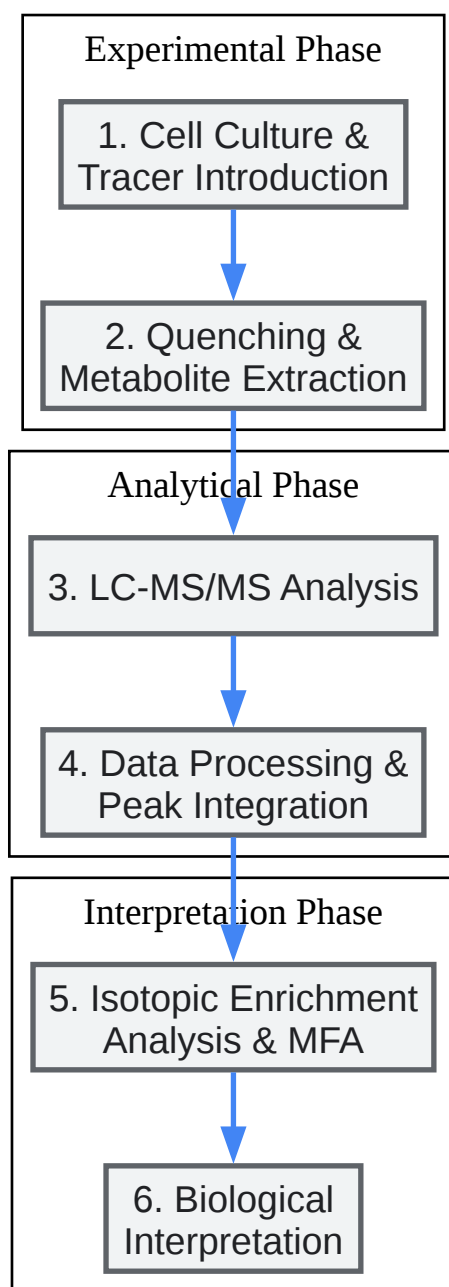 Experimental Phase
1. Cell Culture &
Tracer Introduction
2. Quenching &
Metabolite Extraction
Analytical Phase
3. LC-MS/MS Analysis
4. Data Processing &
Peak Integration
Interpretation Phase
5. Isotopic Enrichment
Analysis & MFA
6. Biological
Interpretation